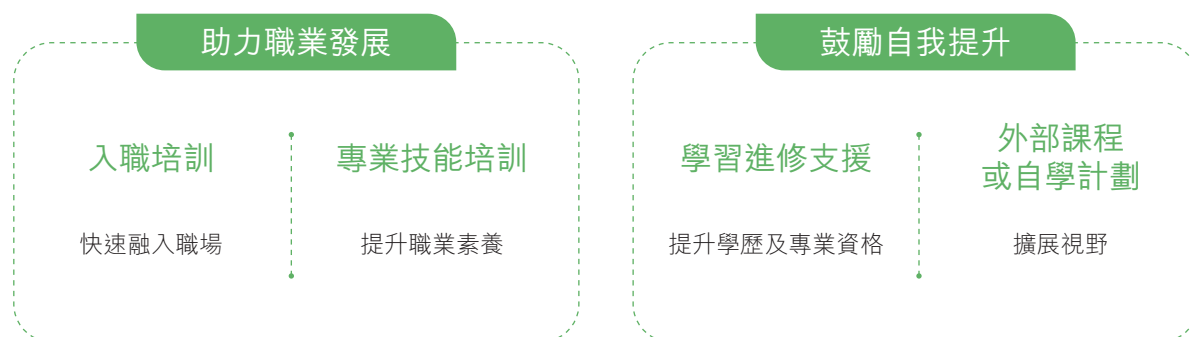 助力職業發展
入職培訓
快速融入職場
專業技能培訓
提升職業素養
鼓勵自我提升
學習進修支援
提升學歷及專業資格
外部課程
或自學計劃
擴展視野